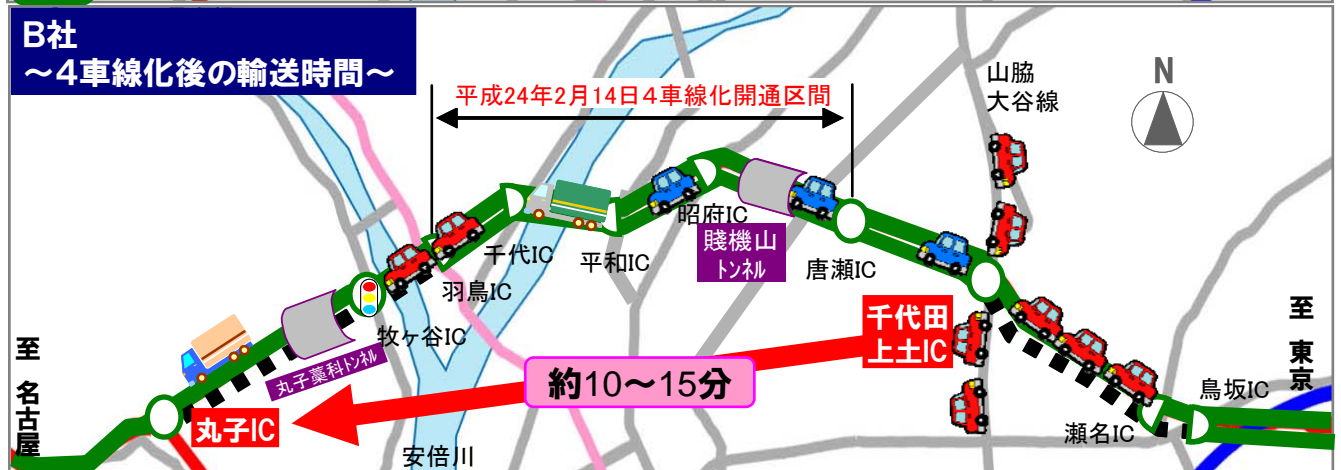 B社
～4車線化後の輸送時間～
平成24年2月14日4車線化開通区間
山脇
大谷線
N
昭府IC
千代IC
平和IC
賤機山
トンネル
唐瀬IC
羽鳥IC
牧ヶ谷IC
千代田
上土IC
至 東京
至 名古屋
丸子藁科トンネル
約10～15分
鳥坂IC
丸子IC
瀬名IC
安倍川